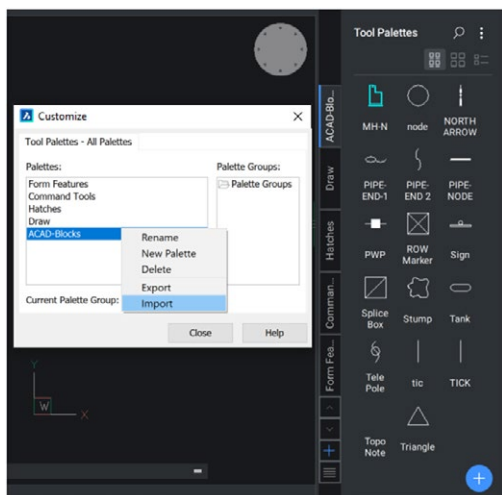 Tool Palettes
Customize
Tool Palettes - All Palettes
Palettes:
Palette Groups:
Form Features
Command Tools
Hatches
Draw
ACAD-Blocks
Palette Groups
Rename
New Palette
Delete
Export
Import
Current Palette Group:
Close
Help
ACAD-Blo...
Draw
Hatches
Comman...
Form Fea...
MH-N
node
NORTH
ARROW
PIPE-
END-1
PIPE-
END 2
PIPE-
NODE
PWP
ROW
Marker
Sign
Splice
Box
Stump
Tank
Tele
Pole
tic
TICK
Topo
Note
Triangle
Y
W
X